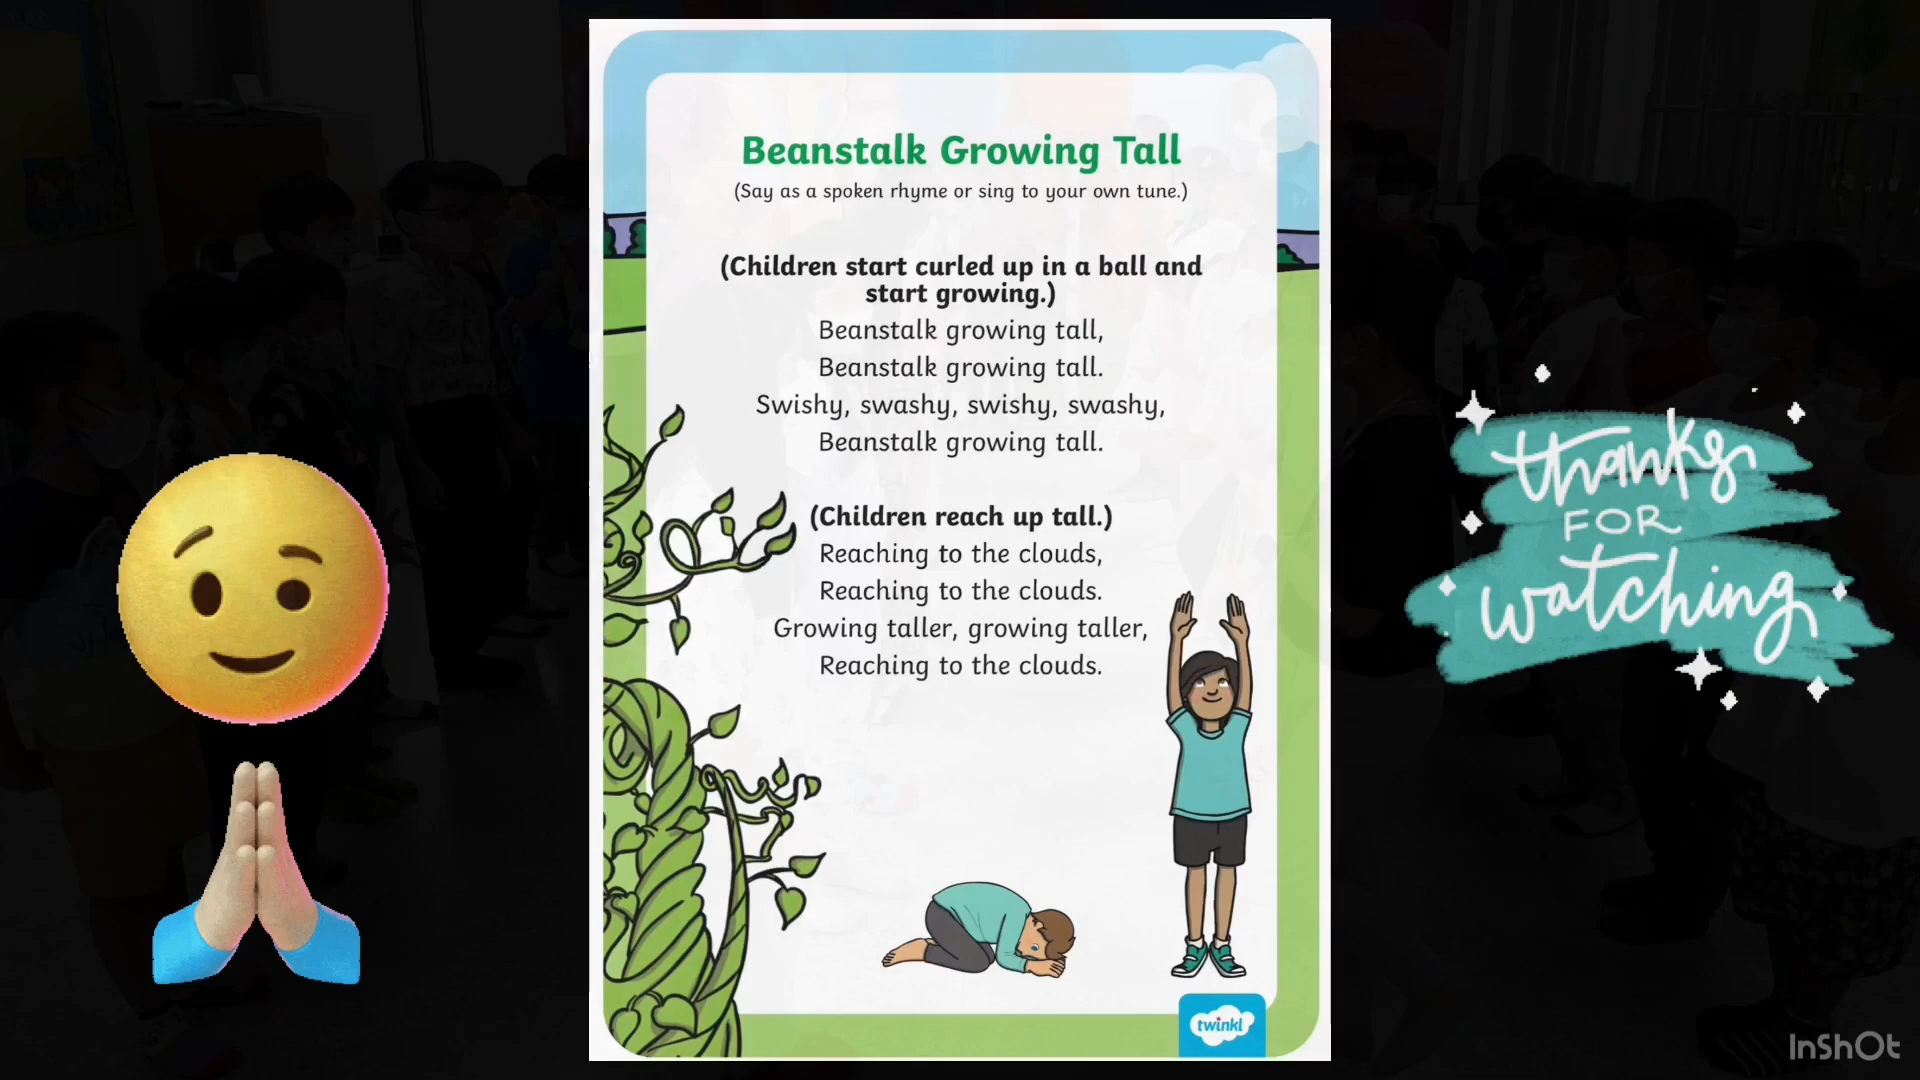 Beanstalk Growing Tall
(Say as a spoken rhyme or sing to your own tune.)
(Children start curled up in a ball and
start growing.)
Beanstalk growing tall,
Beanstalk growing tall.
Swishy, swashy, swishy, swashy,
Beanstalk growing tall.
(Children reach up tall.)
Reaching to the clouds,
Reaching to the clouds.
Growing taller, growing taller,
Reaching to the clouds.
twinkl
thanks
FOR
watching
InShOt